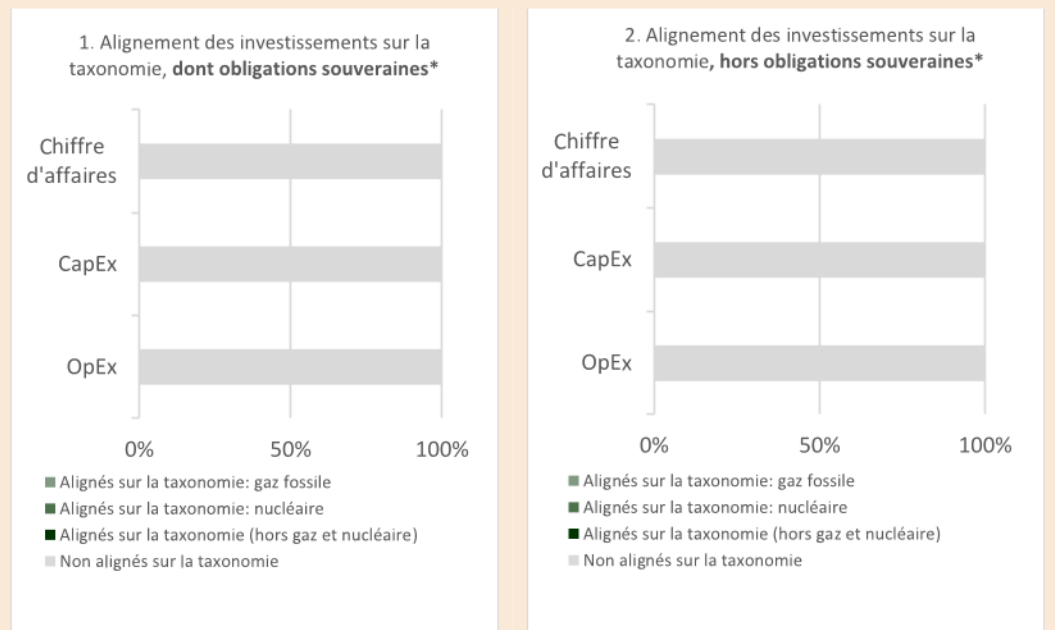 1. Alignement des investissements sur la
taxonomie, dont obligations souveraines*
Chiffre
d'affaires
CapEx
OpEx
0% 50% 100%
Alignés sur la taxonomie: gaz fossile
Alignés sur la taxonomie: nucléaire
Alignés sur la taxonomie (hors gaz et nucléaire)
Non alignés sur la taxonomie
2. Alignement des investissements sur la
taxonomie, hors obligations souveraines*
Chiffre
d'affaires
CapEx
OpEx
0% 50% 100%
Alignés sur la taxonomie: gaz fossile
Alignés sur la taxonomie: nucléaire
Alignés sur la taxonomie (hors gaz et nucléaire)
Non alignés sur la taxonomie